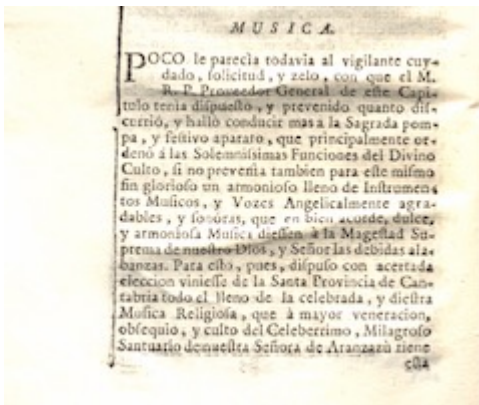 MUSICA.
POCO le parecia todavia al vigilante cuy-
dado, solicitud, y zelo, con que el M.
R. P. Proveedor General de este Capi-
tulo tenia dispuesto, y prevenido quanto dis-
currió, y halló conducir mas a la Sagrada pom-
pa, y festivo aparato, que principalmente or-
denó á las Solemnissimas Funciones del Divino
Culto, si no prevenia tambien para este mismo
fin glorioso un armonioso lleno de Instrumen-
tos Musicos, y Vozes Angelicalmente agra-
dables, y sonoras, que en bien acorde, dulce,
y armoniosa Musica diessen à la Magestad Su-
prema de nuestro Dios, y Señor las debidas ala-
banzas. Para esto, pues, dispuso con acertada
eleccion viniesse de la Santa Provincia de Can-
tabria todo el lleno de la celebrada, y diestra
Musica Religiosa, que à mayor veneracion,
obsequio, y culto del Celeberrimo, Milagroso
Santuario de nuestra Señora de Aranzazù tiene
esta